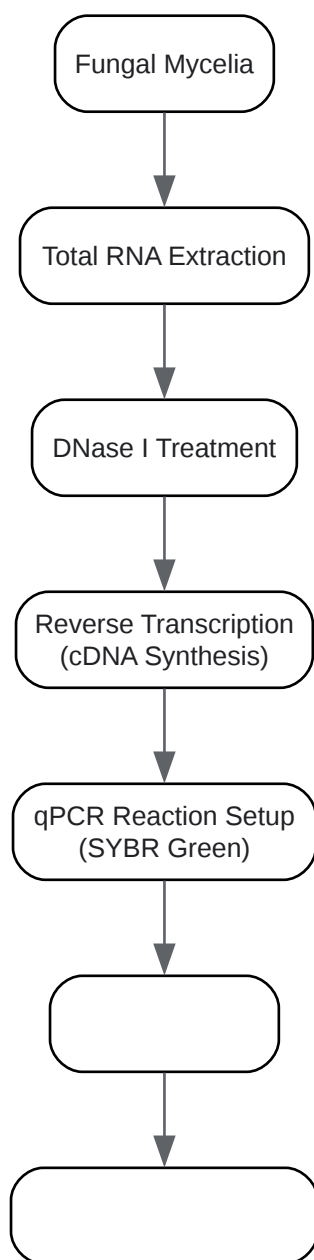 Fungal Mycelia
Total RNA Extraction
DNase I Treatment
Reverse Transcription
(cDNA Synthesis)
qPCR Reaction Setup
(SYBR Green)